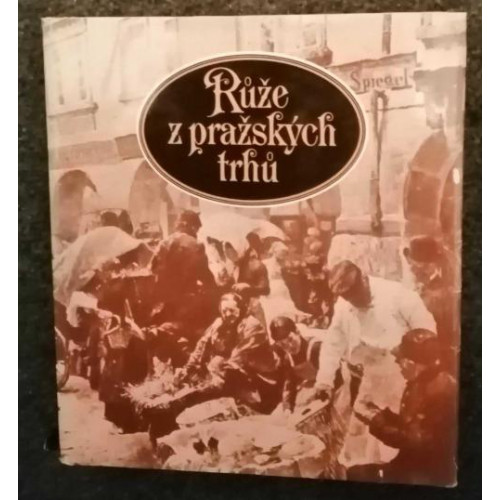 Růže
z pražských
trhů
Spiegel